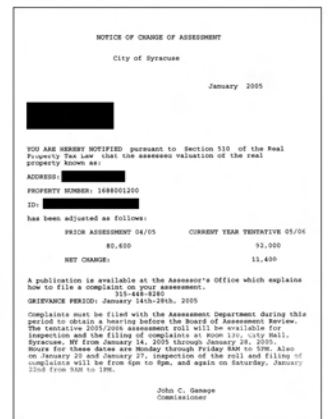 NOTICE OF CHANGE OF ASSESSMENT
City of Syracuse
January 2005
YOU ARE HEREBY NOTIFIED pursuant to Section 510 of the Real
Property Tax Law that the assessed valuation of the real
property known as:
ADDRESS:
PROPERTY NUMBER: 1688001200
ID:
has been adjusted as follows:
PRIOR ASSESSMENT 04/05 CURRENT YEAR TENTATIVE 05/06
80,600 92,000
NET CHANGE: 11,400
A publication is available at the Assessor's Office which explains
how to file a complaint on your assessment.
315-448-8280
GRIEVANCE PERIOD: January 14th-28th, 2005
Complaints must be filed with the Assessment Department during this
period to obtain a hearing before the Board of Assessment Review.
The tentative 2005/2006 assessment roll will be available for
inspection and the filing of complaints at Room 130, City Hall,
Syracuse, NY from January 14, 2005 through January 28, 2005.
Hours for these dates are Monday through Friday 8AM to 5PM. Also
on January 20 and January 27, inspection of the roll and filing of
complaints will be from 6pm to 8pm, and again on Saturday, January
22nd from 9AM to 1PM.
John C. Gamage
Commissioner